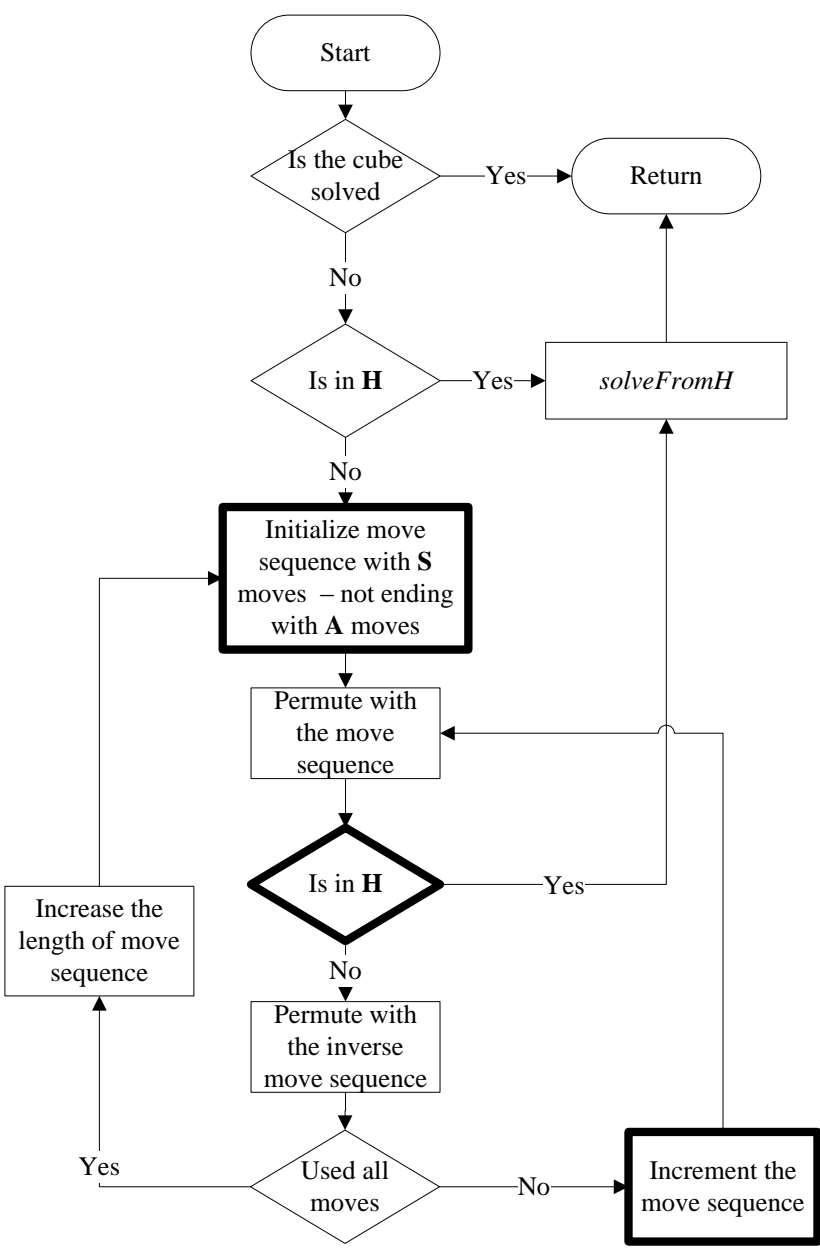 Start
Is the cube
solved
Yes
Return
No
Is in H
Yes
solveFromH
No
Initialize move
sequence with S
moves – not ending
with A moves
Permute with
the move
sequence
Is in H
Yes
Increase the
length of move
sequence
No
Permute with
the inverse
move sequence
Yes
Used all
moves
No
Increment the
move sequence